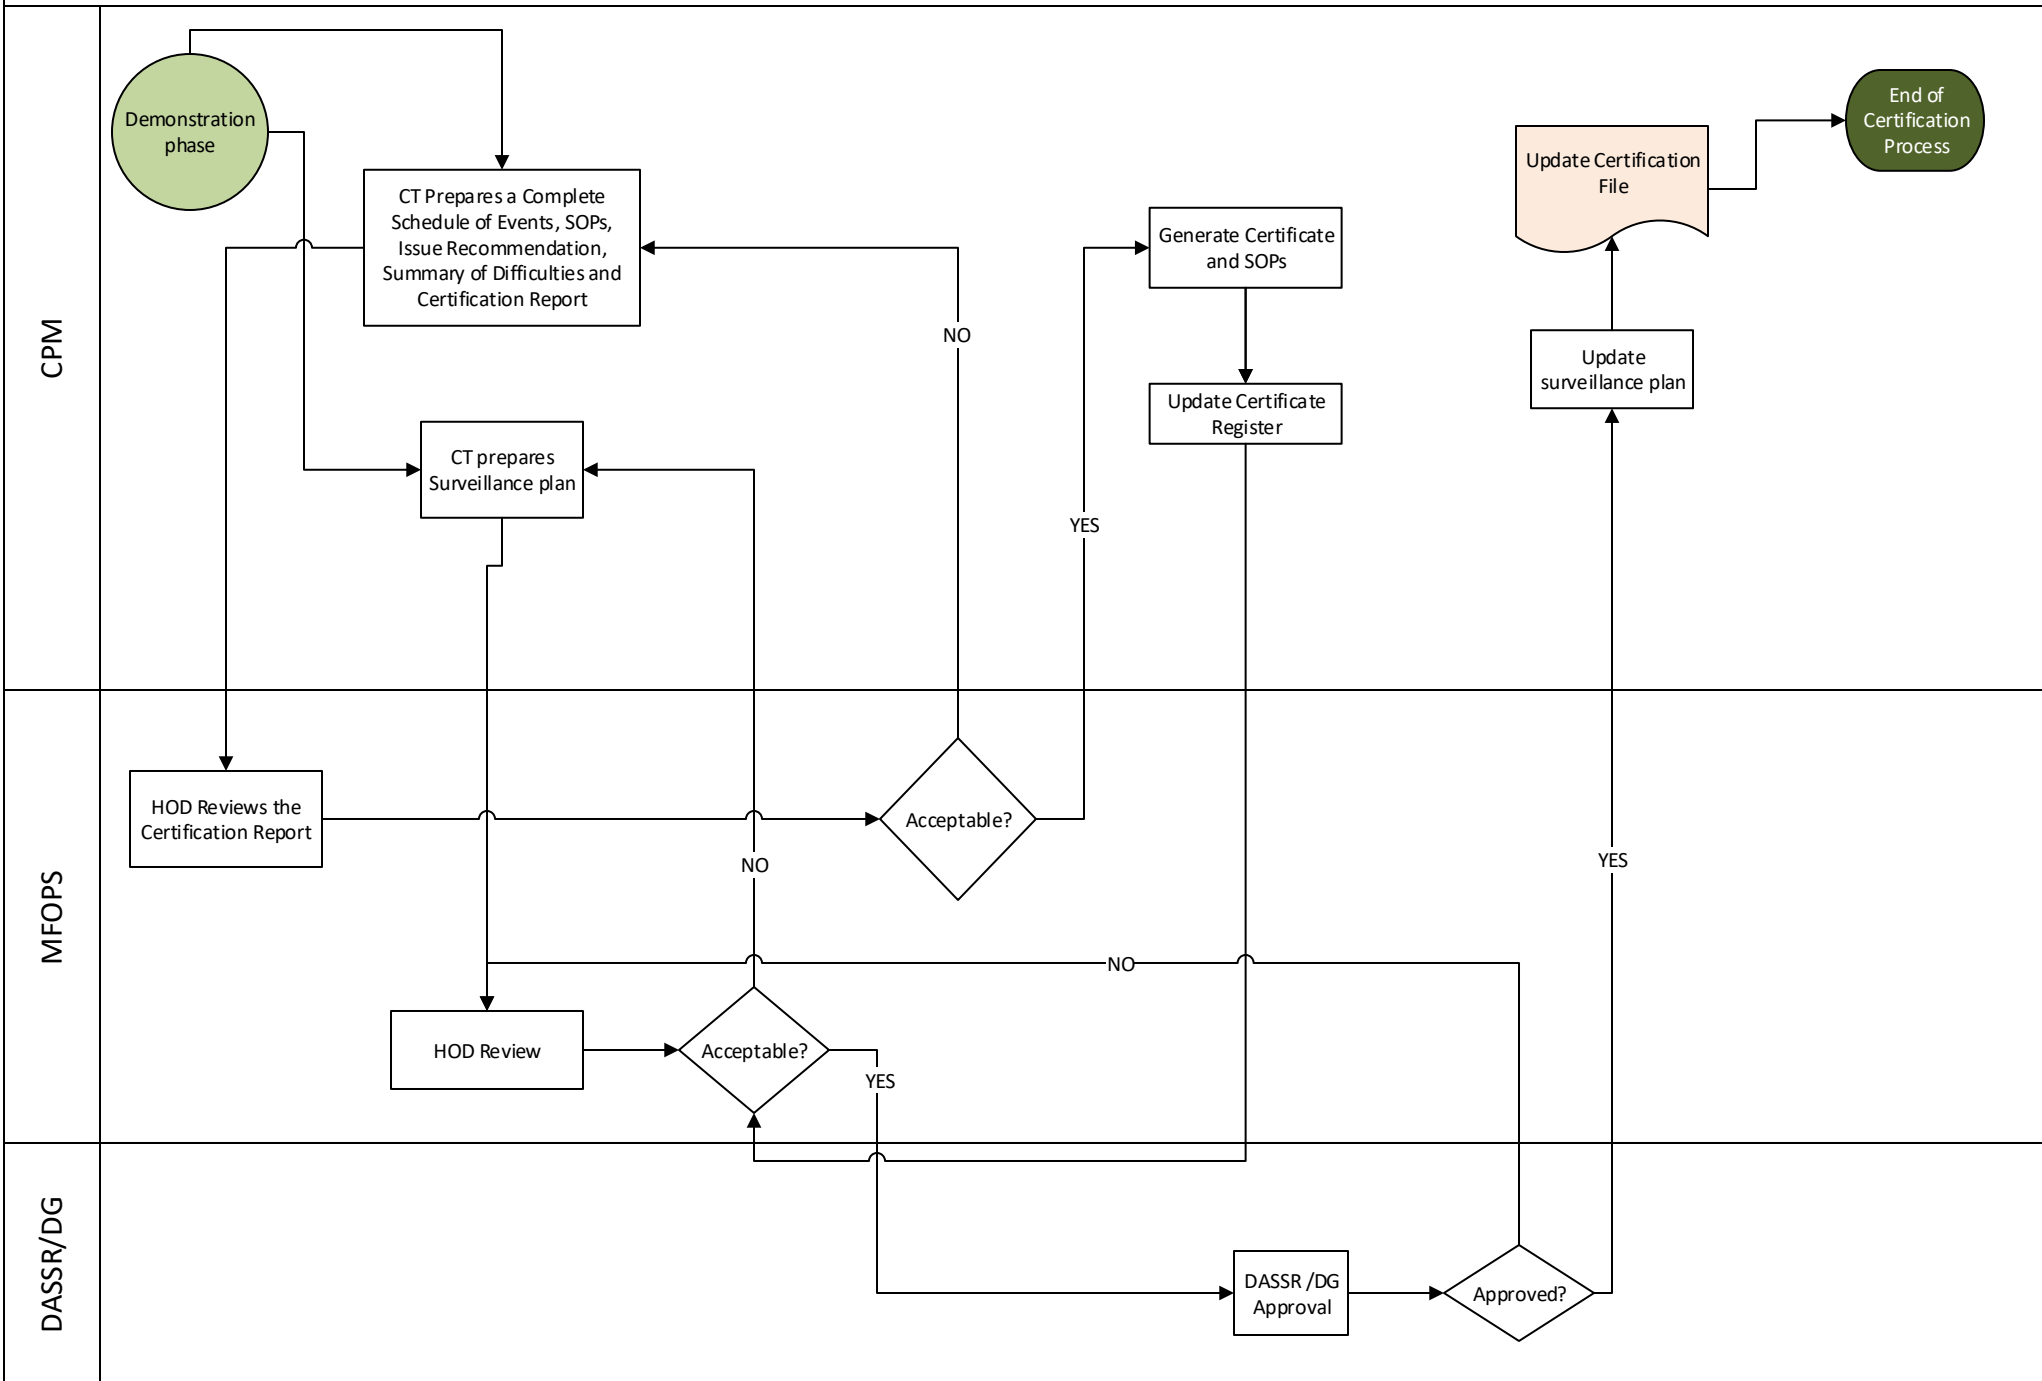 CPM
Demonstration
phase
CT Prepares a Complete
Schedule of Events, SOPs,
Issue Recommendation,
Summary of Difficulties and
Certification Report
CT prepares
Surveillance plan
NO
YES
Generate Certificate
and SOPs
Update Certificate
Register
Update Certification
File
Update
surveillance plan
End of
Certification
Process
MFOPS
HOD Reviews the
Certification Report
Acceptable?
NO
YES
NO
HOD Review
Acceptable?
YES
DASSR/DG
DASSR /DG
Approval
Approved?